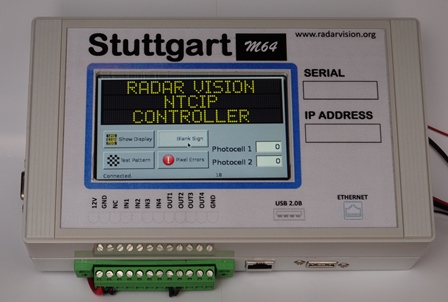 Stuttgart M64
www.radarvision.org
SERIAL
IP ADDRESS
RADAR VISION
NTCIP
CONTROLLER
Show Display
Blank Sign
Test Pattern
Pixel Errors
Photocell 1 0
Photocell 2 0
Connected.
12V GND NC IN1 IN2 IN3 IN4 OUT1 OUT2 OUT3 OUT4 GND
USB 2.0B
ETHERNET